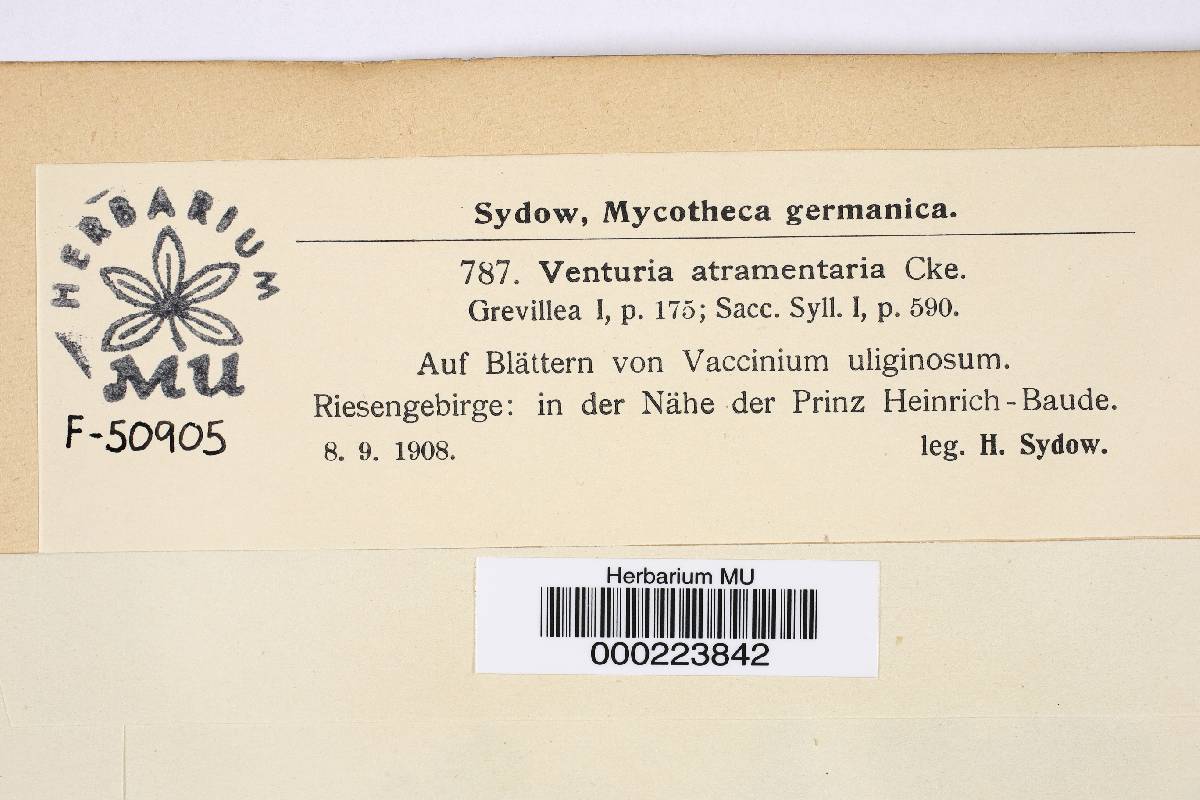 HERBARIUM
MU
F-50905
Sydow, Mycotheca germanica.
787. Venturia atramentaria Cke.
Grevillea I, p. 175; Sacc. Syll. I, p. 590.
Auf Blättern von Vaccinium uliginosum.
Riesengebirge: in der Nähe der Prinz Heinrich-Baude.
8. 9. 1908.
leg. H. Sydow.
Herbarium MU
000223842